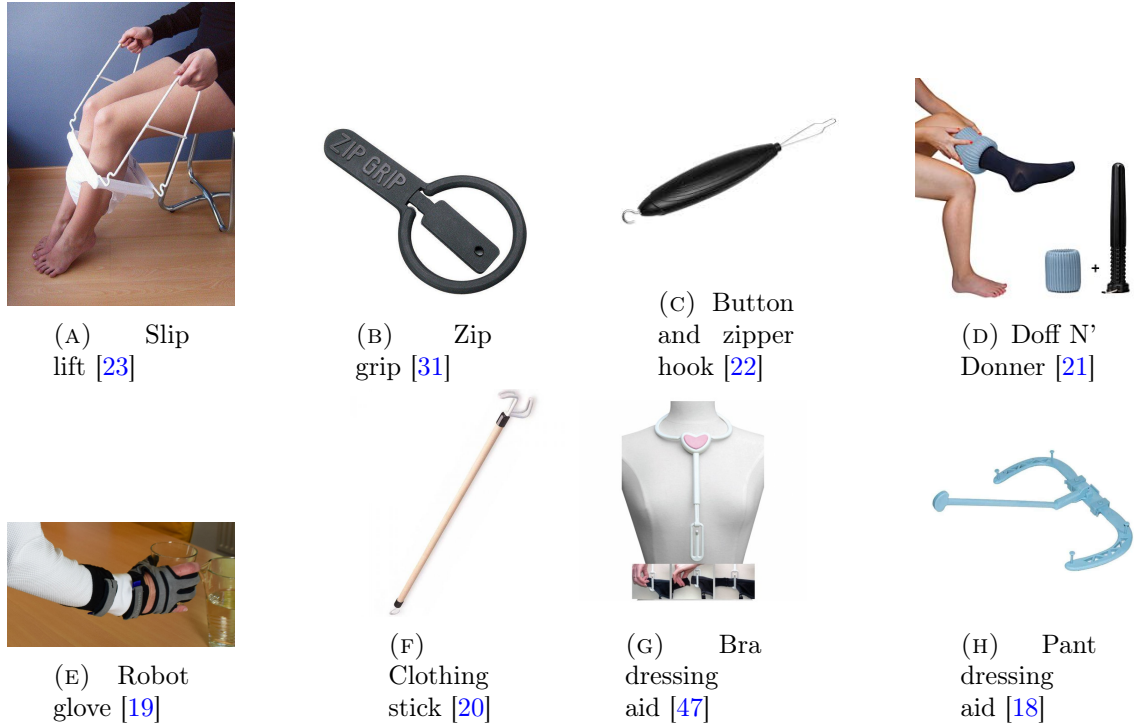 ZIP GRIP
+
(A) Slip
lift [23]
(B) Zip
grip [31]
(C) Button
and zipper
hook [22]
(D) Doff N'
Donner [21]
(E) Robot
glove [19]
(F)
Clothing
stick [20]
(G) Bra
dressing
aid [47]
(H) Pant
dressing
aid [18]